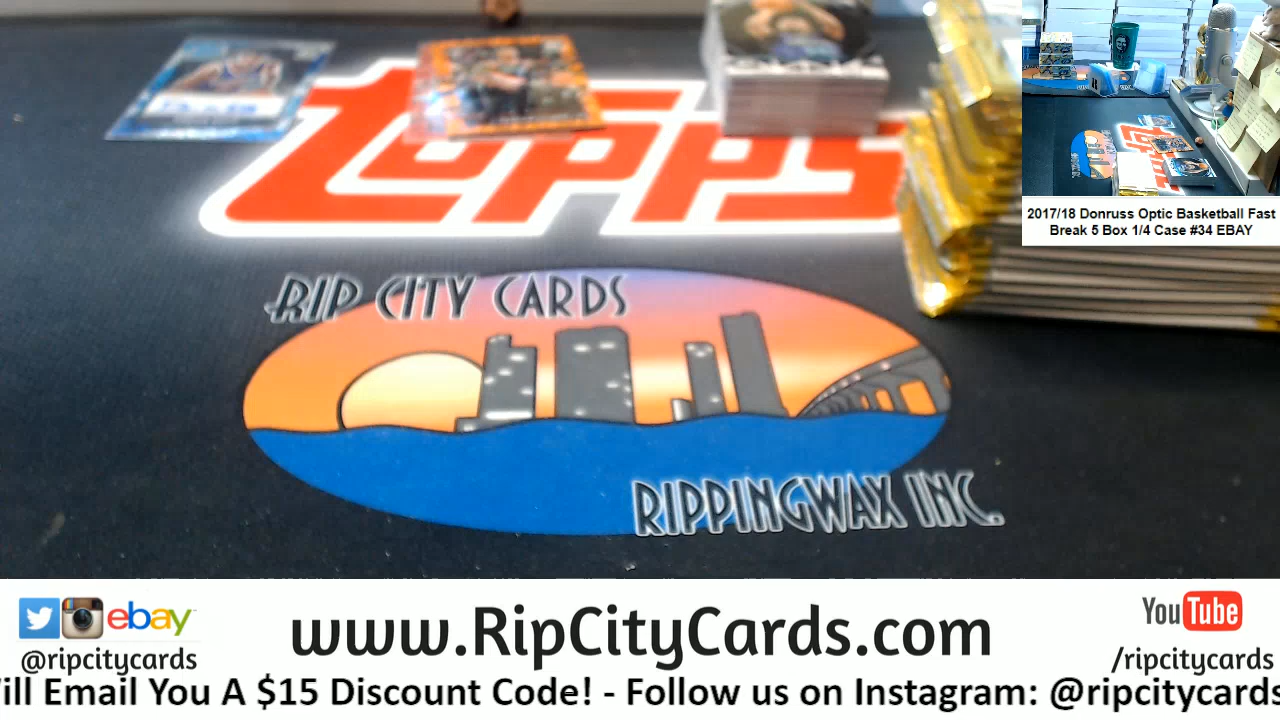 Topps
RIP CITY CARDS
RIPPINGWAX INC.
2017/18 Donruss Optic Basketball Fast
Break 5 Box 1/4 Case #34 EBAY
ebay
@ripcitycards
www.RipCityCards.com
YouTube
/ripcitycards
ill Email You A $15 Discount Code! - Follow us on Instagram: @ripcitycards